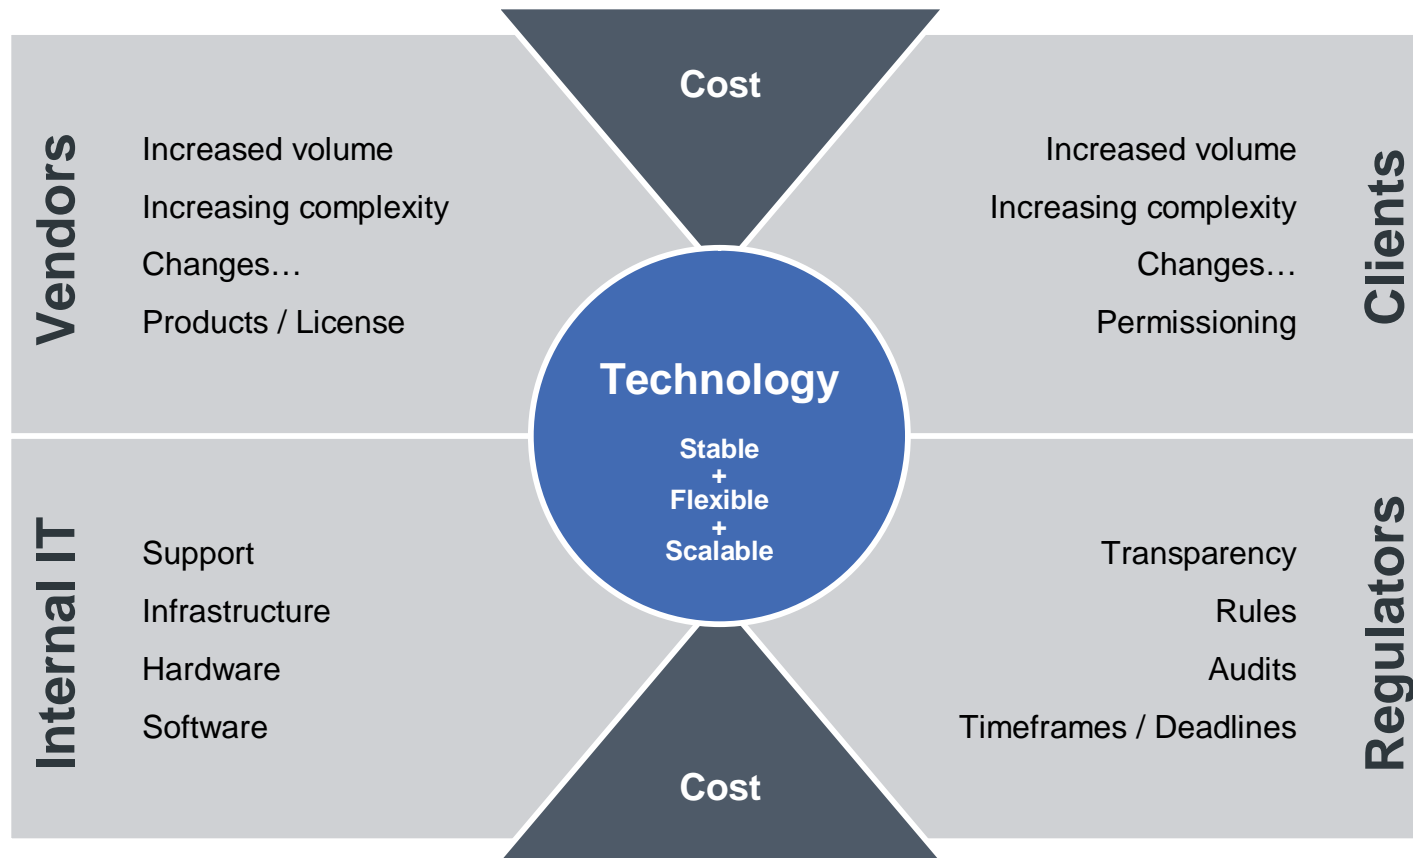 Cost
Vendors
Increased volume
Increasing complexity
Changes…
Products / License
Clients
Increased volume
Increasing complexity
Changes…
Permissioning
Technology
Stable
+
Flexible
+
Scalable
Internal IT
Support
Infrastructure
Hardware
Software
Regulators
Transparency
Rules
Audits
Timeframes / Deadlines
Cost